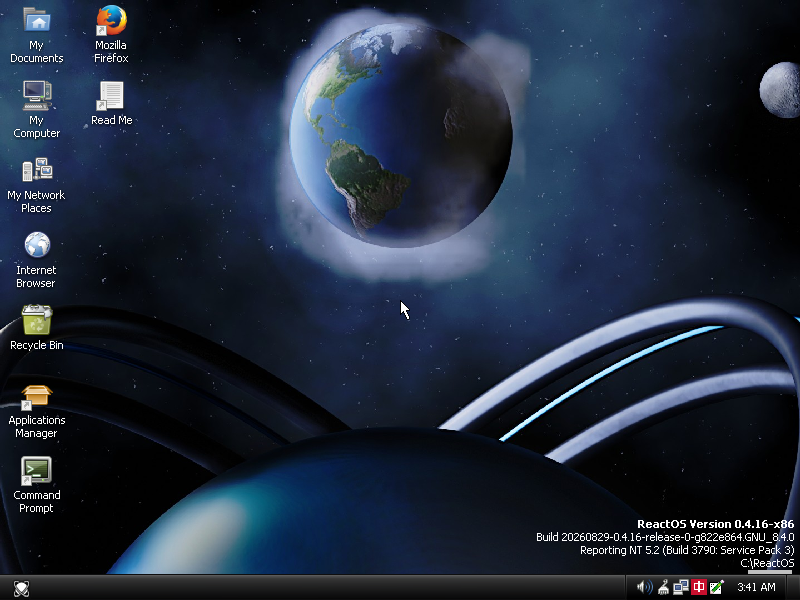 My
Documents
Mozilla
Firefox
My
Computer
Read Me
My Network
Places
Internet
Browser
Recycle Bin
Applications
Manager
Command
Prompt
ReactOS Version 0.4.16-x86
Build 20260829-0.4.16-release-0-g822e864.GNU_8.4.0
Reporting NT 5.2 (Build 3790: Service Pack 3)
C:\ReactOS
中
3:41 AM